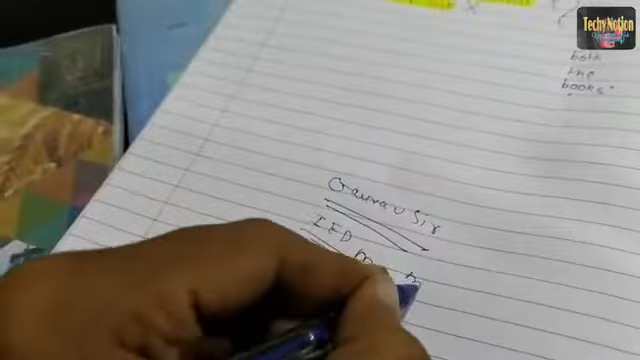 TechyNotion
both
the
books"
Gaurav Sir
IED